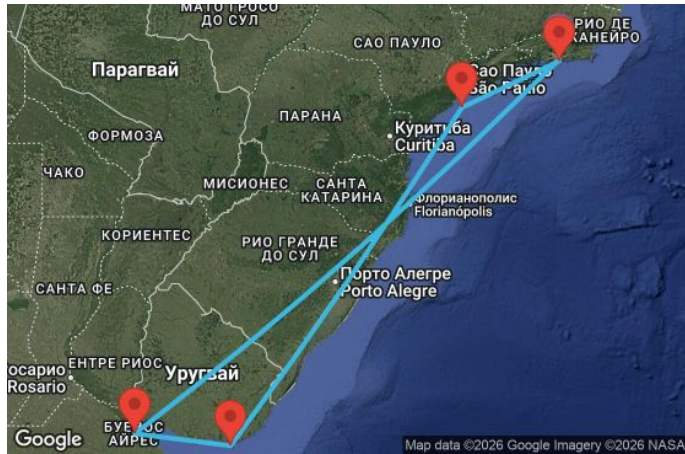 МАТО ГРОСО
ДО СУЛ
РИО ДЕ
ЖАНЕЙРО
САО ПАУЛО
Парагвай
Сао Пауло
São Paulo
ПАРАНА
ФОРМОЗА
Куритиба
Curitiba
ЧАКО
МИСИОНЕС
САНТА
КАТАРИНА
Флорианополис
Florianópolis
КОРИЕНТЕС
РИО ГРАНДЕ
ДО СУЛ
Порто Алегре
Porto Alegre
САНТА ФЕ
ЕНТРЕ РИОС
Уругвай
осарио
Rosario
БУЕНОС
АЙРЕС
Google
Map data ©2026 Google Imagery ©2026 NASA